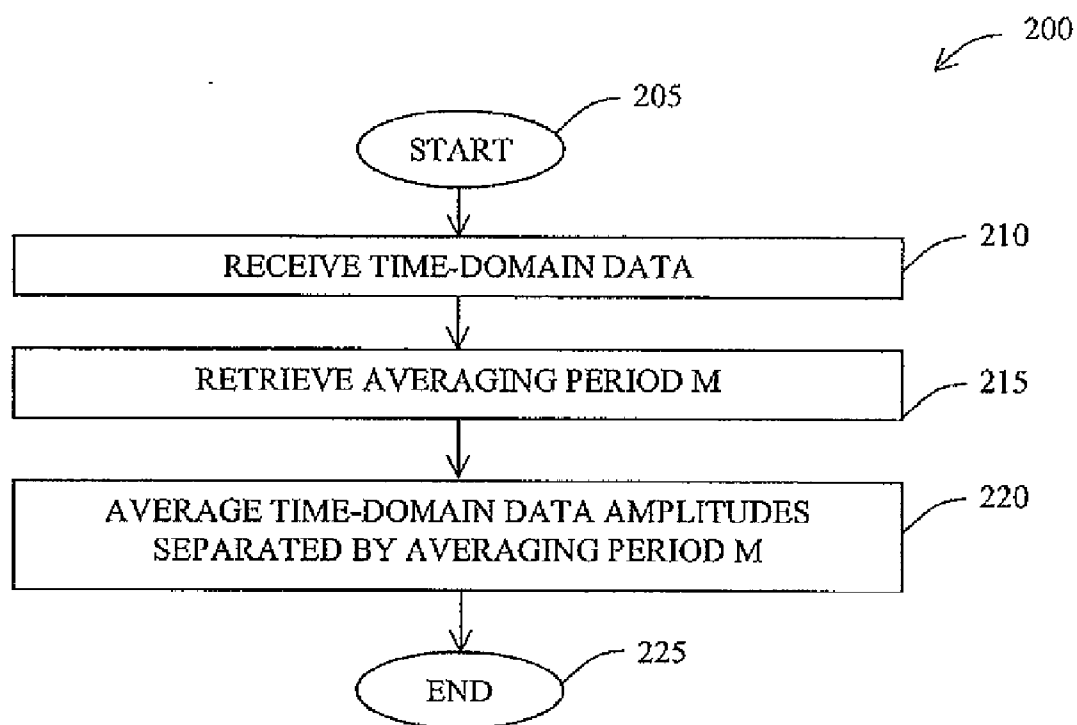 200
205
START
210
RECEIVE TIME-DOMAIN DATA
RETRIEVE AVERAGING PERIOD M
215
220
AVERAGE TIME-DOMAIN DATA AMPLITUDES
SEPARATED BY AVERAGING PERIOD M
225
END